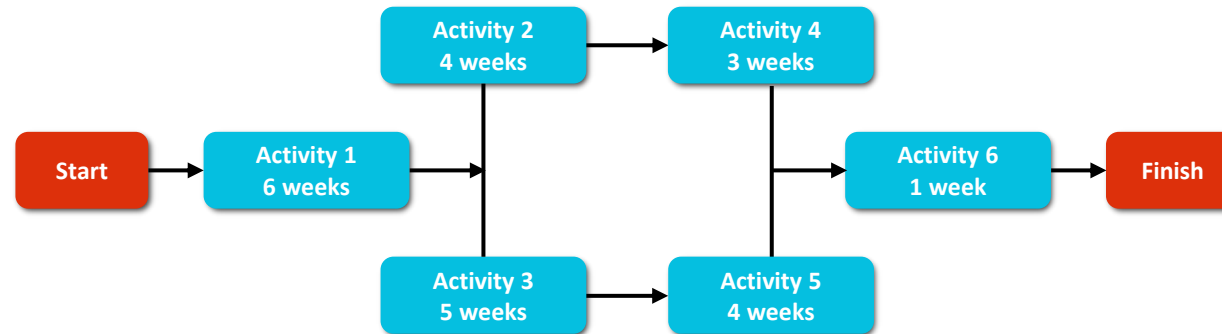 Activity 2
4 weeks
Activity 4
3 weeks
Start
Activity 1
6 weeks
Activity 6
1 week
Finish
Activity 3
5 weeks
Activity 5
4 weeks